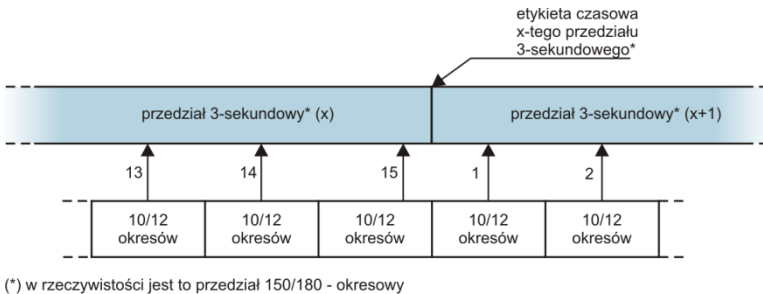 etykieta czasowa
x-tego przedziału
3-sekundowego*
przedział 3-sekundowy* (x)
przedział 3-sekundowy* (x+1)
13
14
15
1
2
10/12
okresów
10/12
okresów
10/12
okresów
10/12
okresów
10/12
okresów
(*) w rzeczywistości jest to przedział 150/180 - okresowy